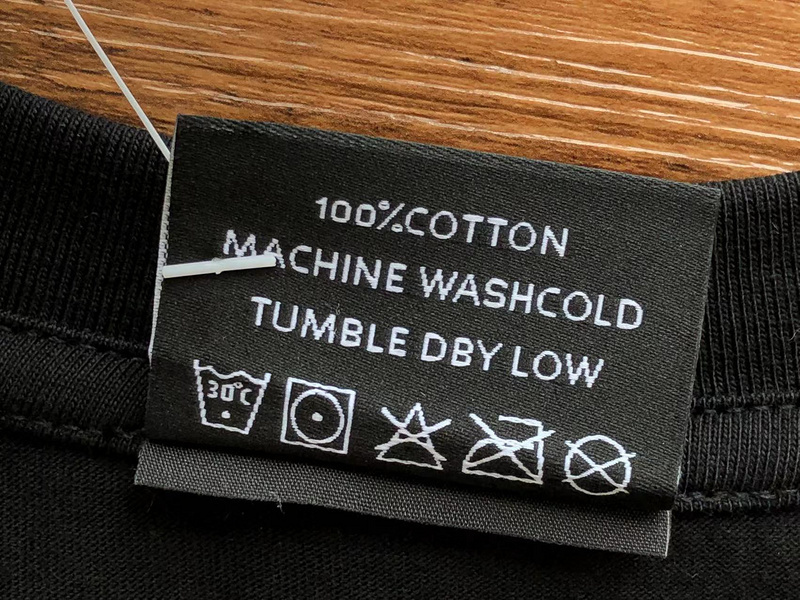 100%COTTON
MACHINE WASHCOLD
TUMBLE DBY LOW
30°C